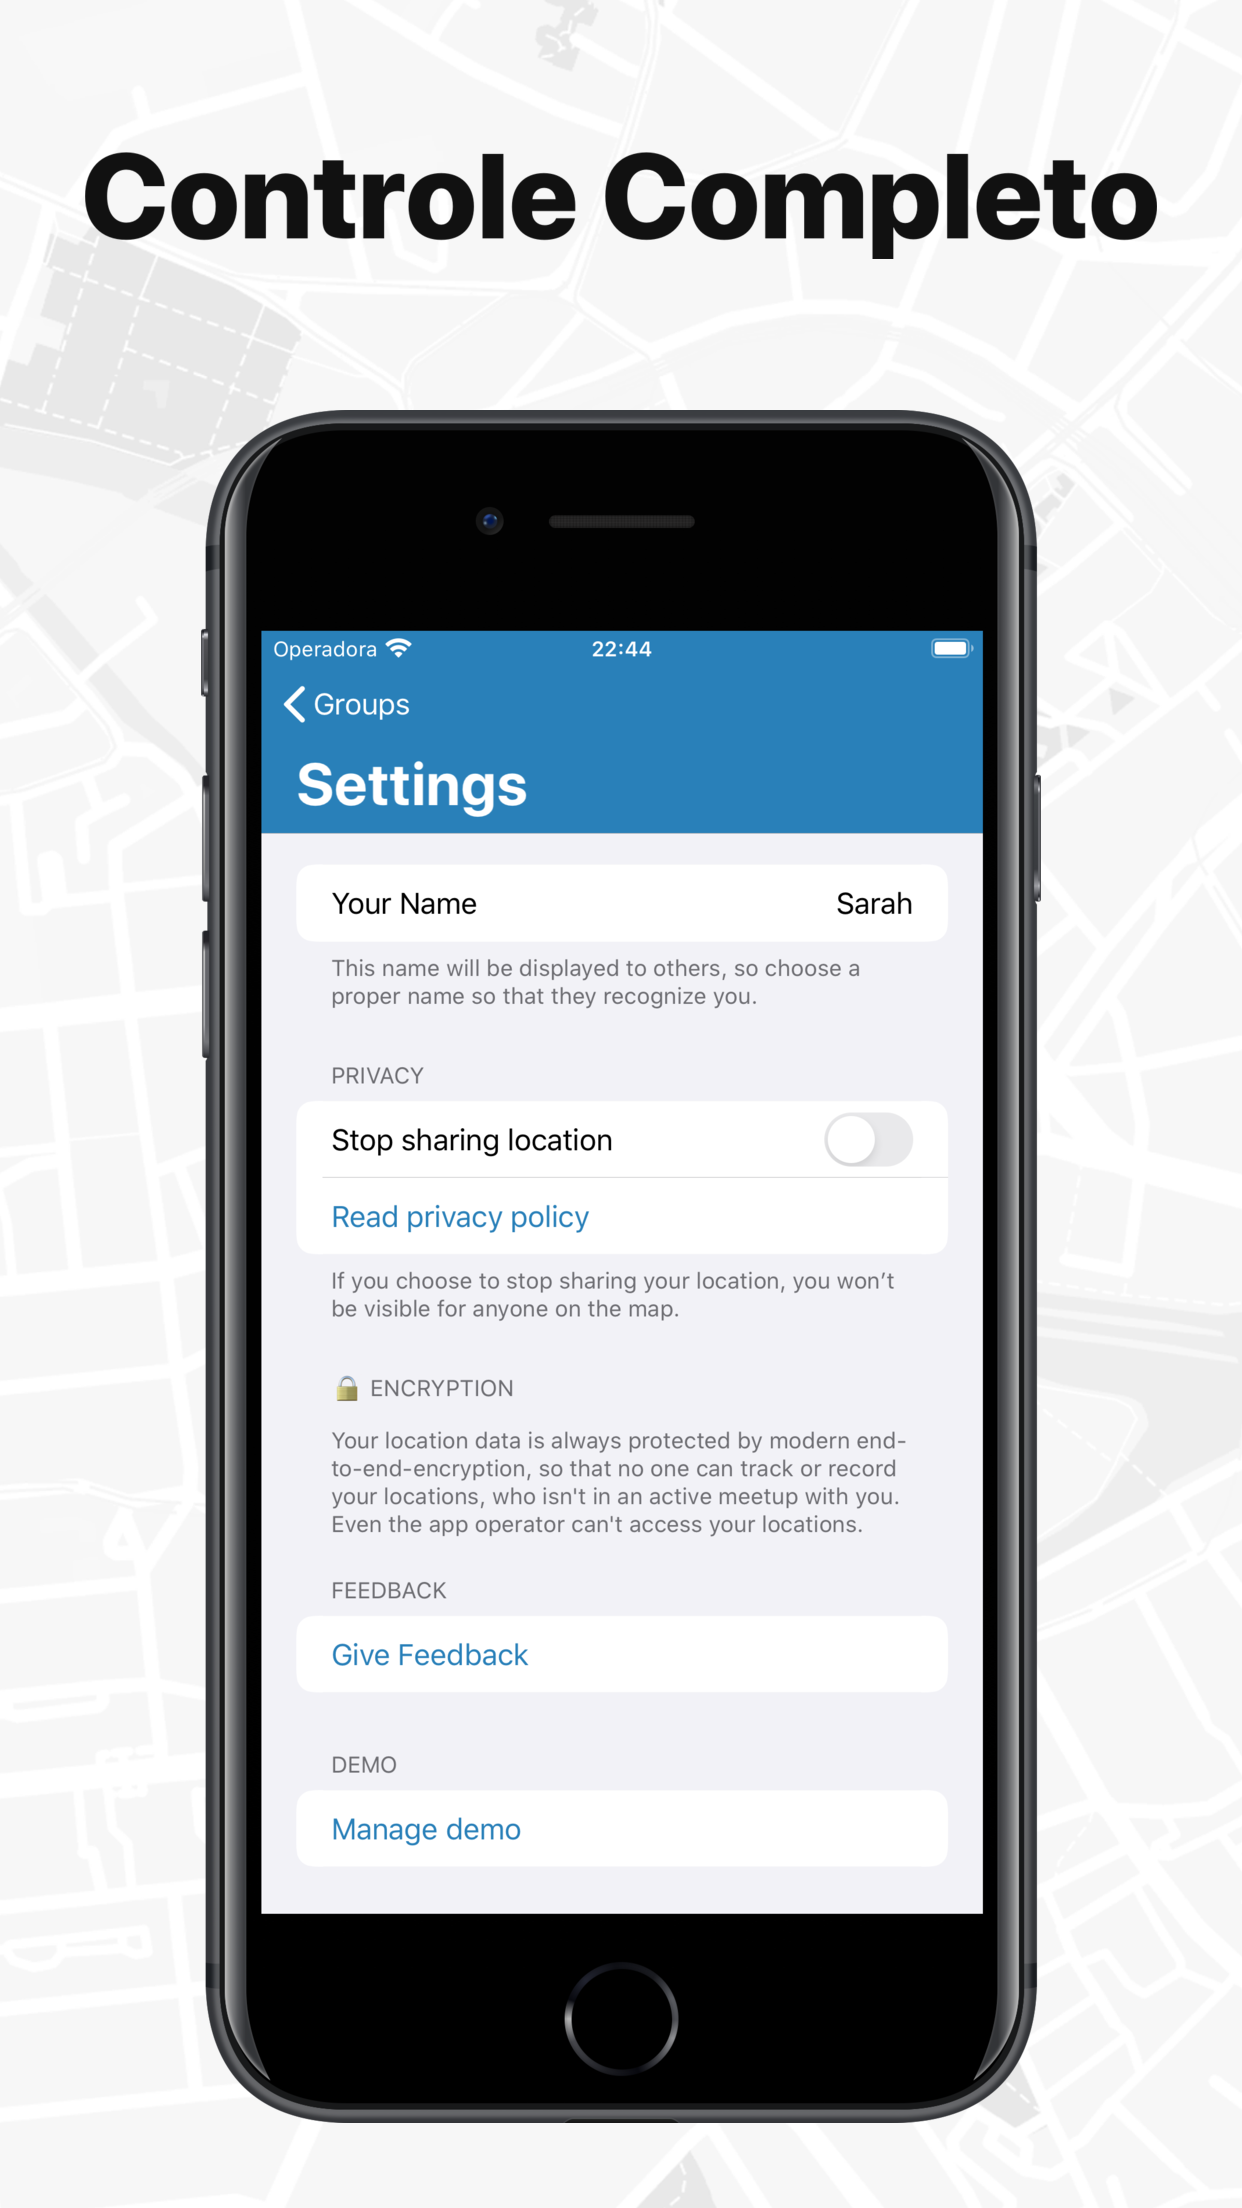 Controle Completo
Operadora
22:44
Groups
Settings
Your Name
Sarah
This name will be displayed to others, so choose a
proper name so that they recognize you.
PRIVACY
Stop sharing location
Read privacy policy
If you choose to stop sharing your location, you won’t
be visible for anyone on the map.
🔒 ENCRYPTION
Your location data is always protected by modern end-
to-end-encryption, so that no one can track or record
your locations, who isn't in an active meetup with you.
Even the app operator can't access your locations.
FEEDBACK
Give Feedback
DEMO
Manage demo